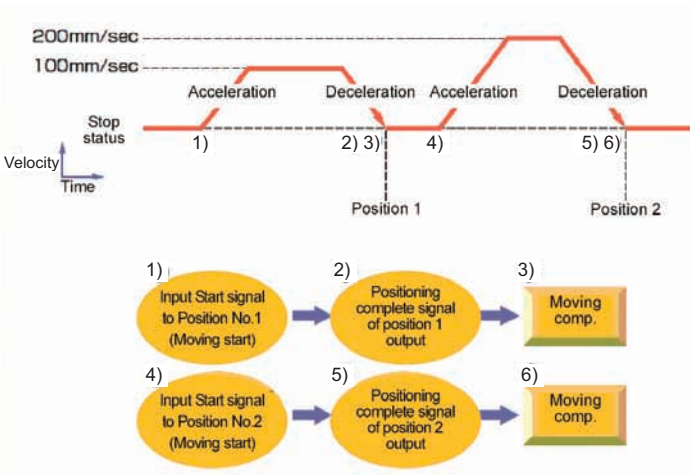 200mm/sec
100mm/sec
Acceleration Deceleration Acceleration Deceleration
Stop
status
1) 2) 3) 4) 5) 6)
Velocity
Time
Position 1 Position 2
1) 2) 3)
Input Start signal
to Position No.1
(Moving start)
Positioning
complete signal
of position 1
output
Moving
comp.
4) 5) 6)
Input Start signal
to Position No.2
(Moving start)
Positioning
complete signal
of position 2
output
Moving
comp.